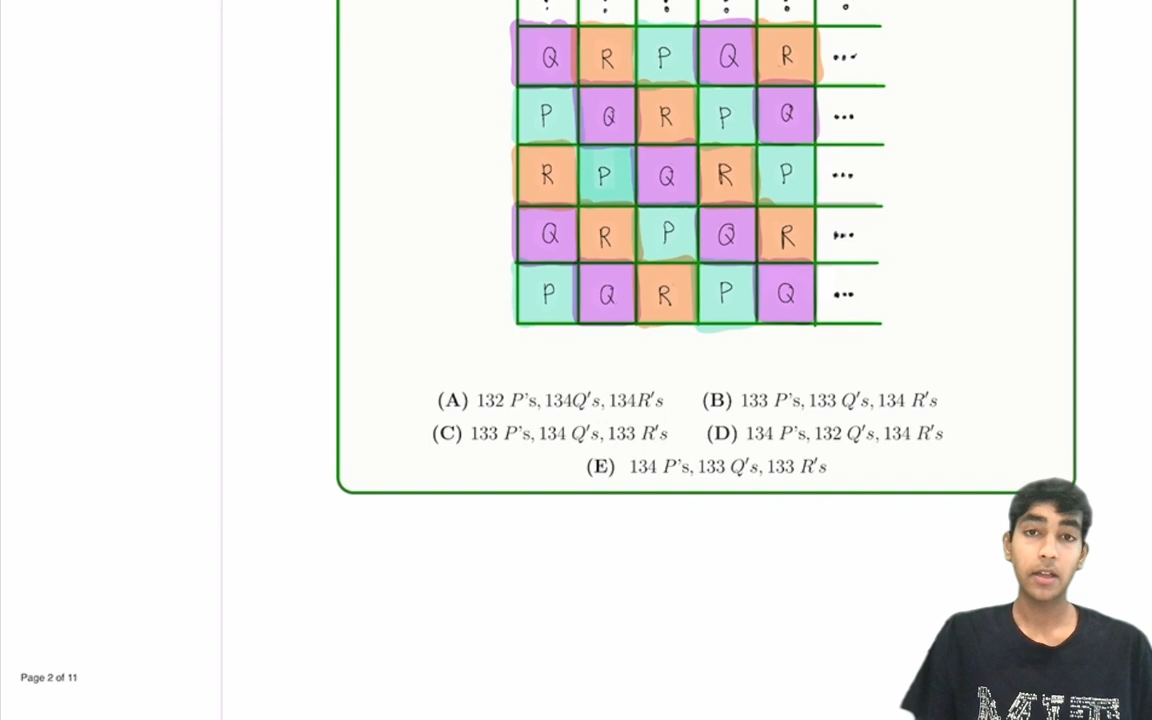 Q R P Q R ...
P Q R P Q ...
R P Q R P ...
Q R P Q R ...
P Q R P Q ...
(A) 132 P's, 134Q's, 134R's (B) 133 P's, 133 Q's, 134 R's
(C) 133 P's, 134 Q's, 133 R's (D) 134 P's, 132 Q's, 134 R's
(E) 134 P's, 133 Q's, 133 R's
Page 2 of 11